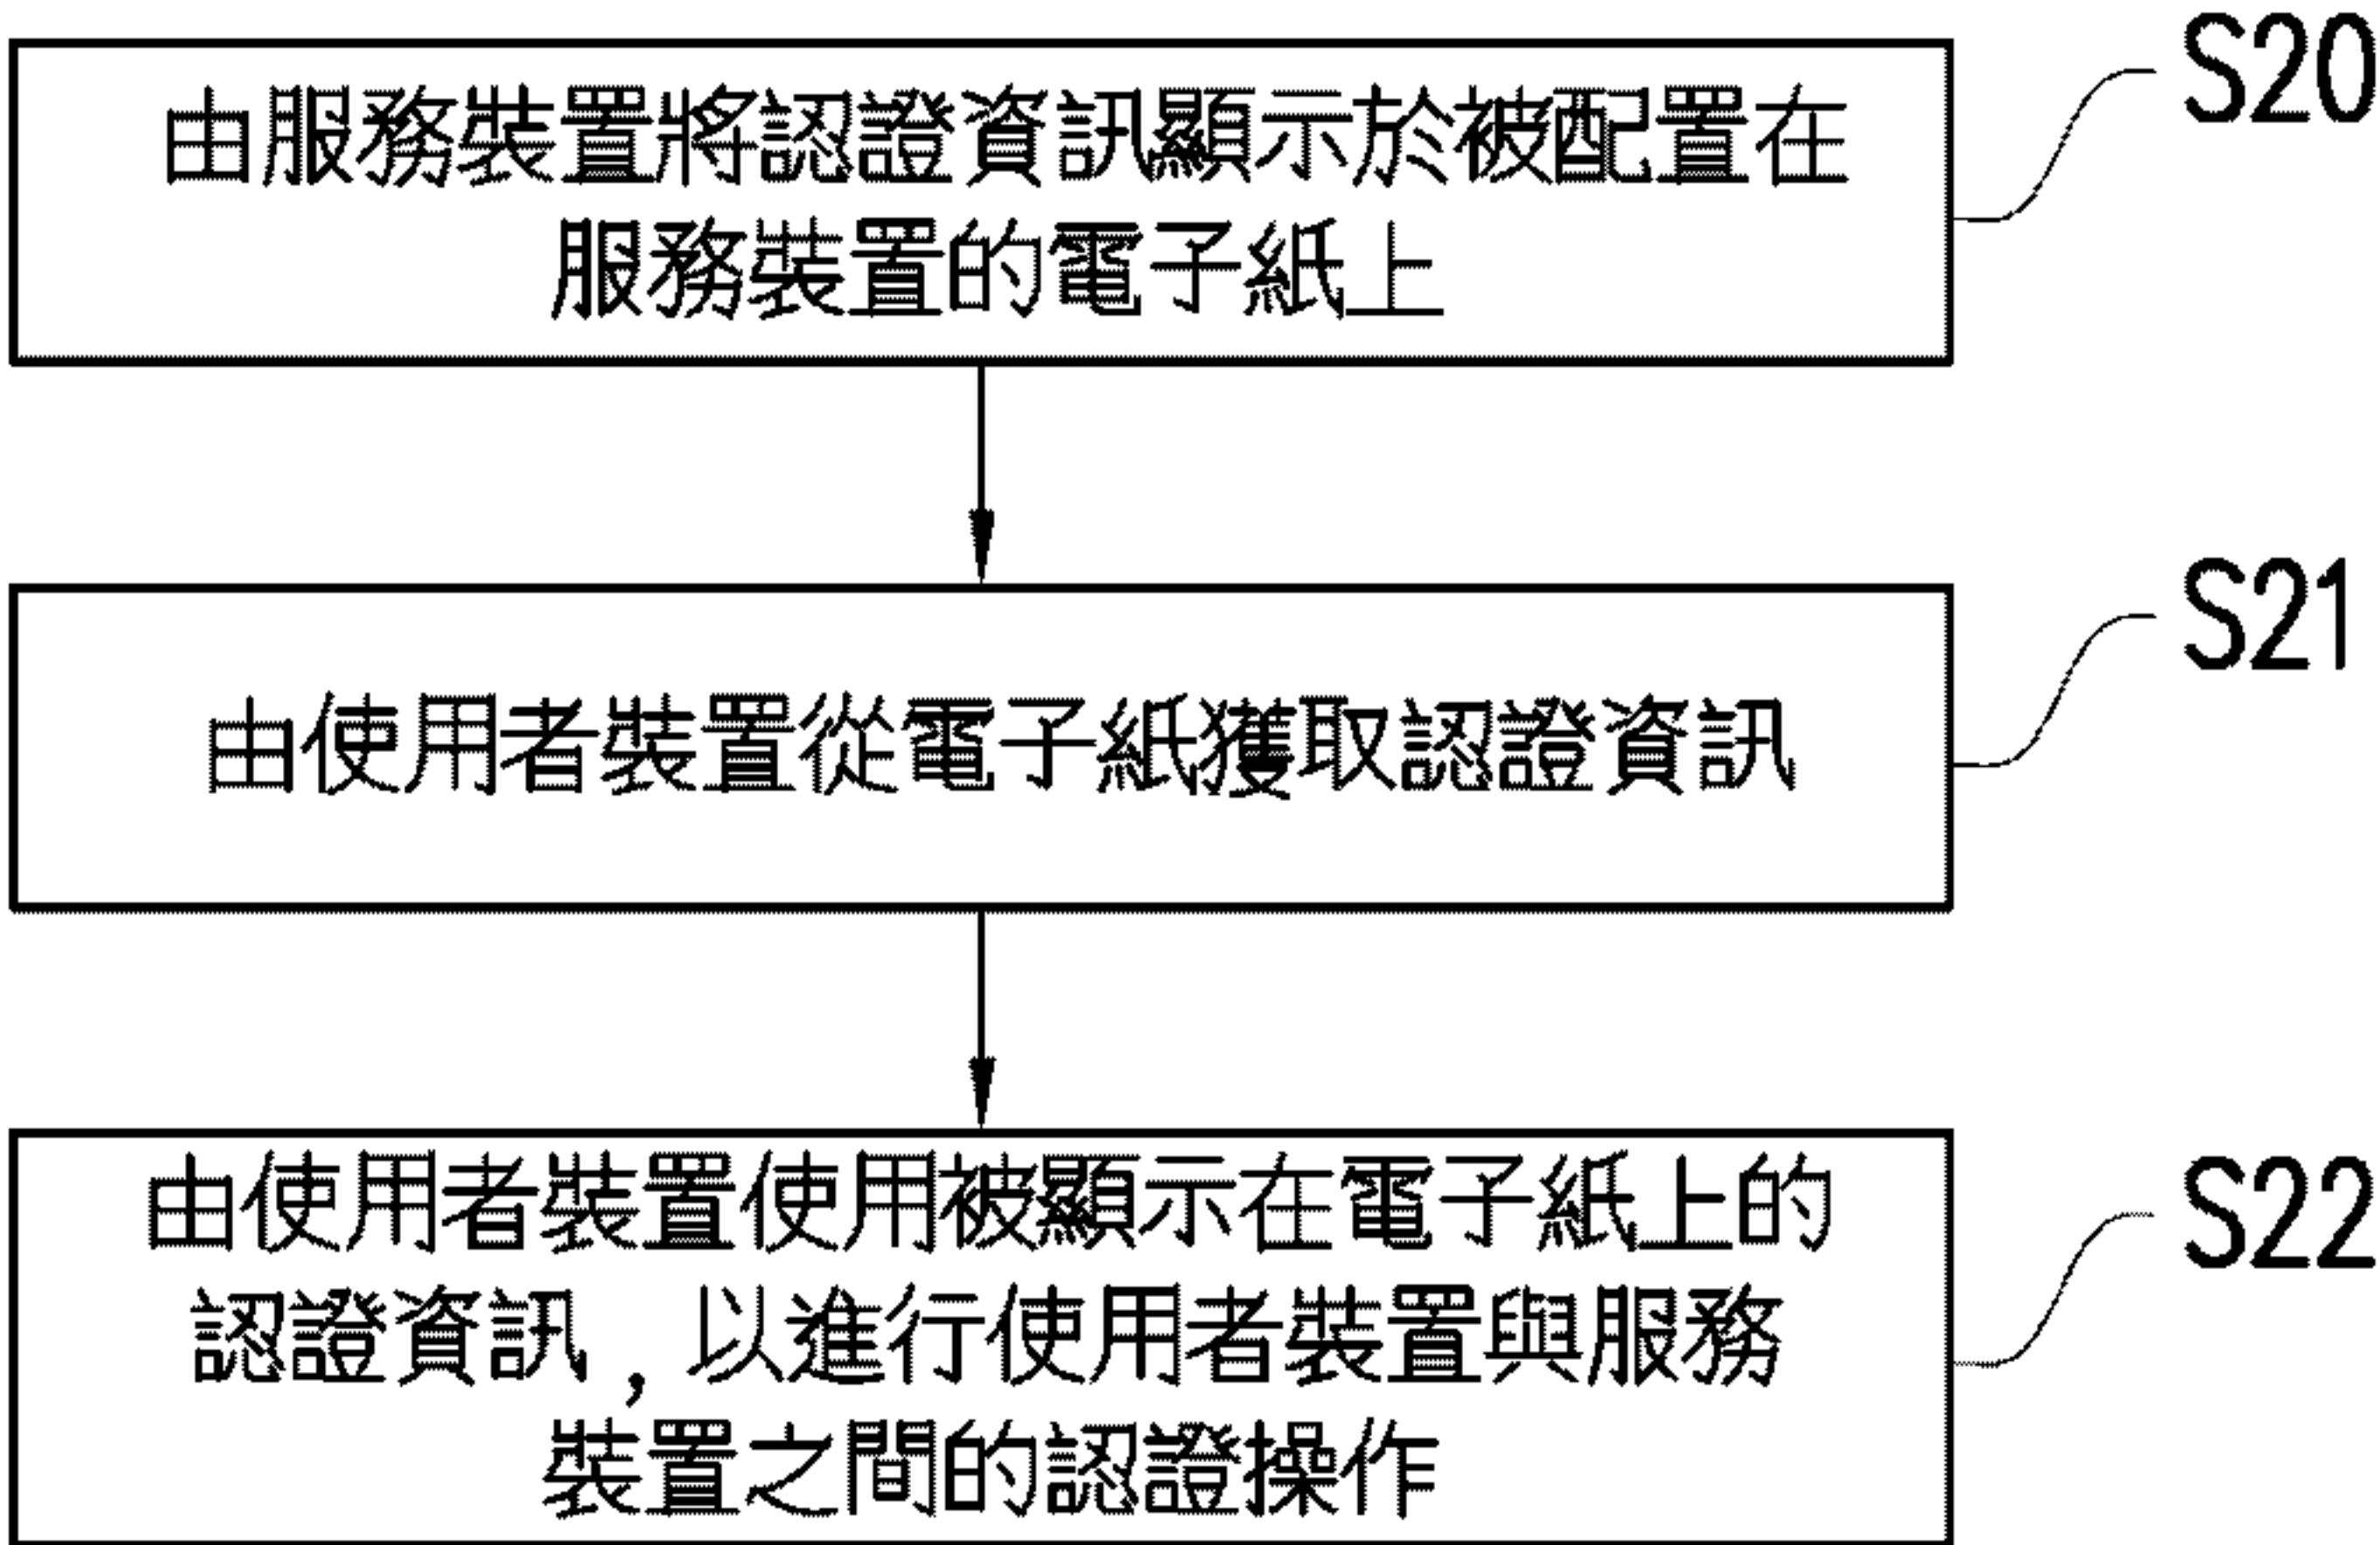 由服務裝置將認證資訊顯示於被配置在
服務裝置的電子紙上
S20
由使用者裝置從電子紙獲取認證資訊
S21
由使用者裝置使用被顯示在電子紙上的
認證資訊，以進行使用者裝置與服務
裝置之間的認證操作
S22